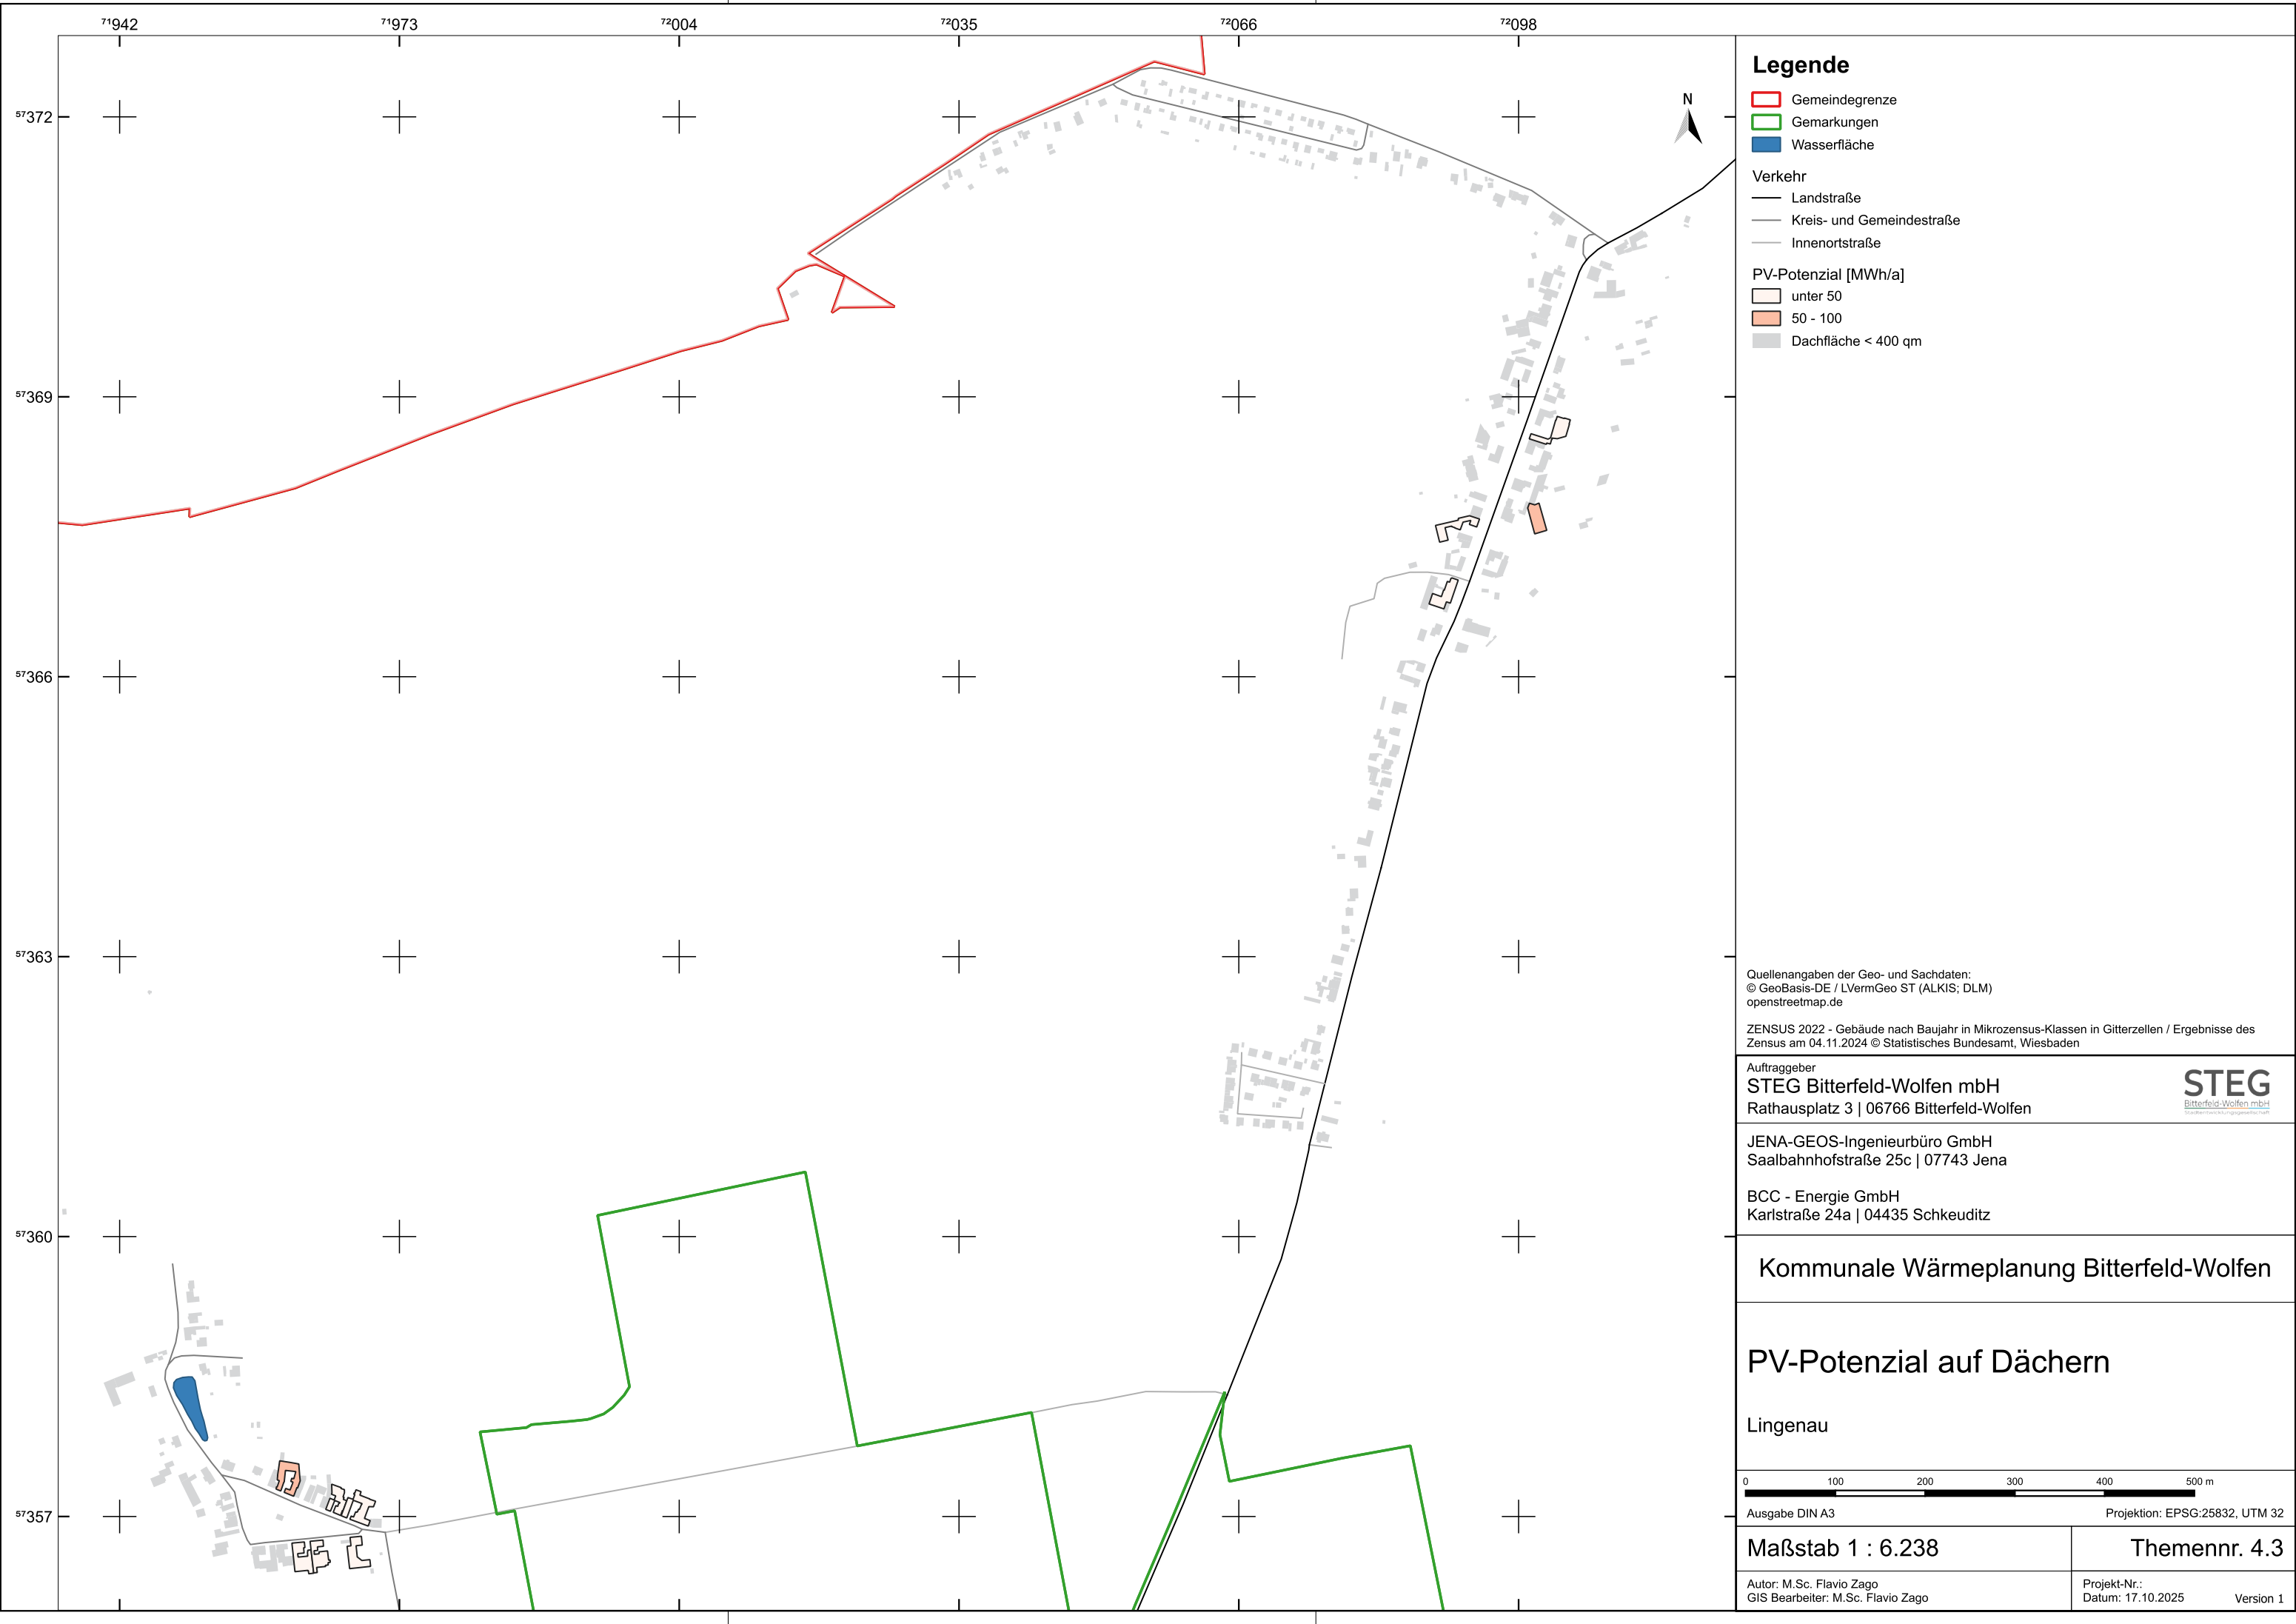 71942 71973 72004 72035 72066 72098
57372
57369
57366
57363
57360
57357
N
Legende
Gemeindegrenze
Gemarkungen
Wasserfläche
Verkehr
Landstraße
Kreis- und Gemeindestraße
Innenortstraße
PV-Potenzial [MWh/a]
unter 50
50 - 100
Dachfläche < 400 qm
Quellenangaben der Geo- und Sachdaten:
© GeoBasis-DE / LVermGeo ST (ALKIS; DLM)
openstreetmap.de
ZENSUS 2022 - Gebäude nach Baujahr in Mikrozensus-Klassen in Gitterzellen / Ergebnisse des
Zensus am 04.11.2024 © Statistisches Bundesamt, Wiesbaden
Auftraggeber
STEG Bitterfeld-Wolfen mbH
Rathausplatz 3 | 06766 Bitterfeld-Wolfen
STEG
Bitterfeld-Wolfen mbH
Stadtentwicklungsgesellschaft
JENA-GEOS-Ingenieurbüro GmbH
Saalbahnhofstraße 25c | 07743 Jena
BCC - Energie GmbH
Karlstraße 24a | 04435 Schkeuditz
Kommunale Wärmeplanung Bitterfeld-Wolfen
PV-Potenzial auf Dächern
Lingenau
0 100 200 300 400 500 m
Ausgabe DIN A3 Projektion: EPSG:25832, UTM 32
Maßstab 1 : 6.238 Themennr. 4.3
Autor: M.Sc. Flavio Zago
GIS Bearbeiter: M.Sc. Flavio Zago
Projekt-Nr.:
Datum: 17.10.2025 Version 1